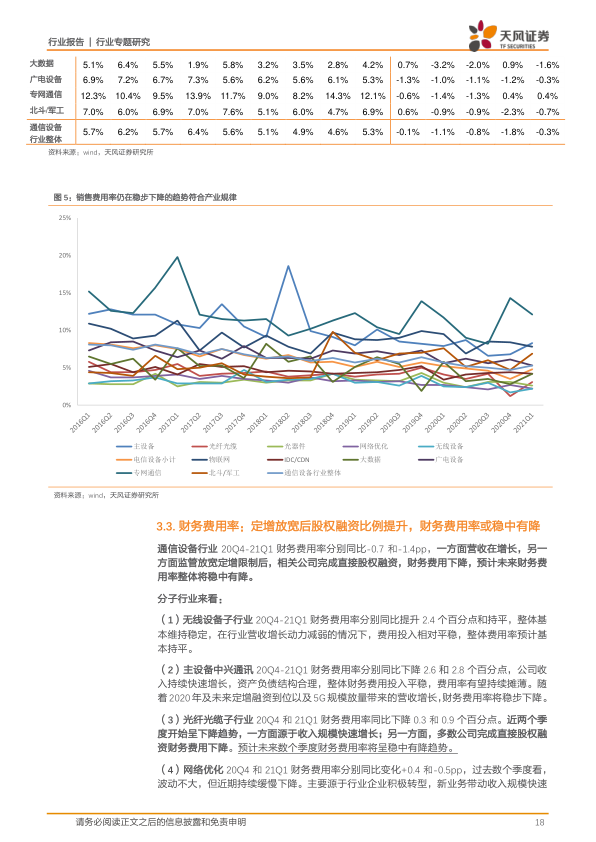 行业报告 | 行业专题研究
天风证券
TF SECURITIES
大数据 5.1% 6.4% 5.5% 1.9% 5.8% 3.2% 3.5% 2.8% 4.2% 0.7% -3.2% -2.0% 0.9% -1.6%
广电设备 6.9% 7.2% 6.7% 7.3% 5.6% 6.2% 5.6% 6.1% 5.3% -1.3% -1.0% -1.1% -1.2% -0.3%
专网通信 12.3% 10.4% 9.5% 13.9% 11.7% 9.0% 8.2% 14.3% 12.1% -0.6% -1.4% -1.3% 0.4% 0.4%
北斗/军工 7.0% 6.0% 6.9% 7.0% 7.6% 5.1% 6.0% 4.7% 6.9% 0.6% -0.9% -0.9% -2.3% -0.7%
通信设备
行业整体 5.7% 6.2% 5.7% 6.4% 5.6% 5.1% 4.9% 4.6% 5.3% -0.1% -1.1% -0.8% -1.8% -0.3%
资料来源：wind，天风证券研究所
图 5：销售费用率仍在稳步下降的趋势符合产业规律
25%
20%
15%
10%
5%
0%
2016Q1 2016Q2 2016Q3 2016Q4 2017Q1 2017Q2 2017Q3 2017Q4 2018Q1 2018Q2 2018Q3 2018Q4 2019Q1 2019Q2 2019Q3 2019Q4 2020Q1 2020Q2 2020Q3 2020Q4 2021Q1
主设备 光纤光缆 光器件 网络优化 无线设备
电信设备小计 物联网 IDC/CDN 大数据 广电设备
专网通信 北斗/军工 通信设备行业整体
资料来源：wind，天风证券研究所
3.3. 财务费用率：定增放宽后股权融资比例提升，财务费用率或稳中有降
通信设备行业 20Q4-21Q1 财务费用率分别同比-0.7 和-1.4pp，一方面营收在增长，另一
方面监管放宽定增限制后，相关公司完成直接股权融资，财务费用下降，预计未来财务费
用率整体将稳中有降。
分子行业来看：
（1）无线设备子行业 20Q4-21Q1 财务费用率分别同比提升 2.4 个百分点和持平，整体基
本维持稳定，在行业营收增长动力减弱的情况下，费用投入相对平稳，整体费用率预计基
本持平。
（2）主设备中兴通讯 20Q4-21Q1 财务费用率分别同比下降 2.6 和 2.8 个百分点，公司收
入持续快速增长，资产负债结构合理，整体财务费用投入平稳，费用率有望持续摊薄。随
着 2020 年及以及未来定增融资到位以及 5G 规模放量带来的营收增长，财务费用率将稳步下降。
（3）光纤光缆子行业 20Q4 和 21Q1 财务费用率同比下降 0.3 和 0.9 个百分点。近两个季
度开始呈下降趋势，一方面源于收入规模快速增长；另一方面，多数公司完成直接股权融
资财务费用下降。预计未来数个季度财务费用率将呈稳中有降趋势。
（4）网络优化 20Q4 和 21Q1 财务费用率分别同比变化+0.4 和-0.5pp，过去数个季度看，
波动不大，但近期持续缓慢下降。主要源于行业企业积极转型，新业务带动收入规模快速
请务必阅读正文之后的信息披露和免责申明 18